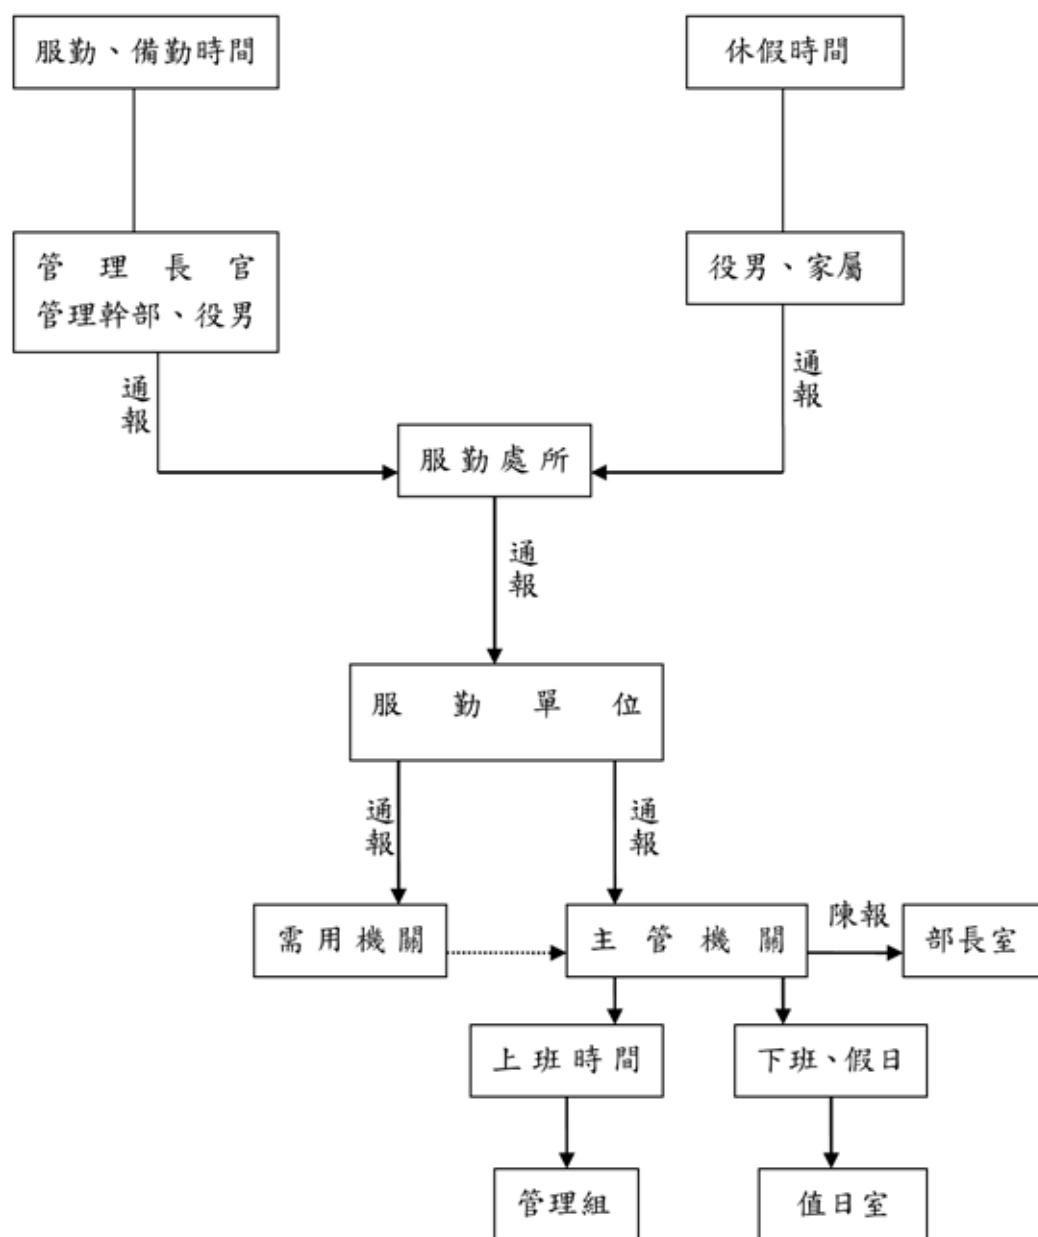 服勤、備勤時間
休假時間
管理長官
管理幹部、役男
役男、家屬
通報
通報
服勤處所
通報
服勤單位
通報
通報
需用機關
主管機關
陳報
部長室
上班時間
下班、假日
管理組
值日室